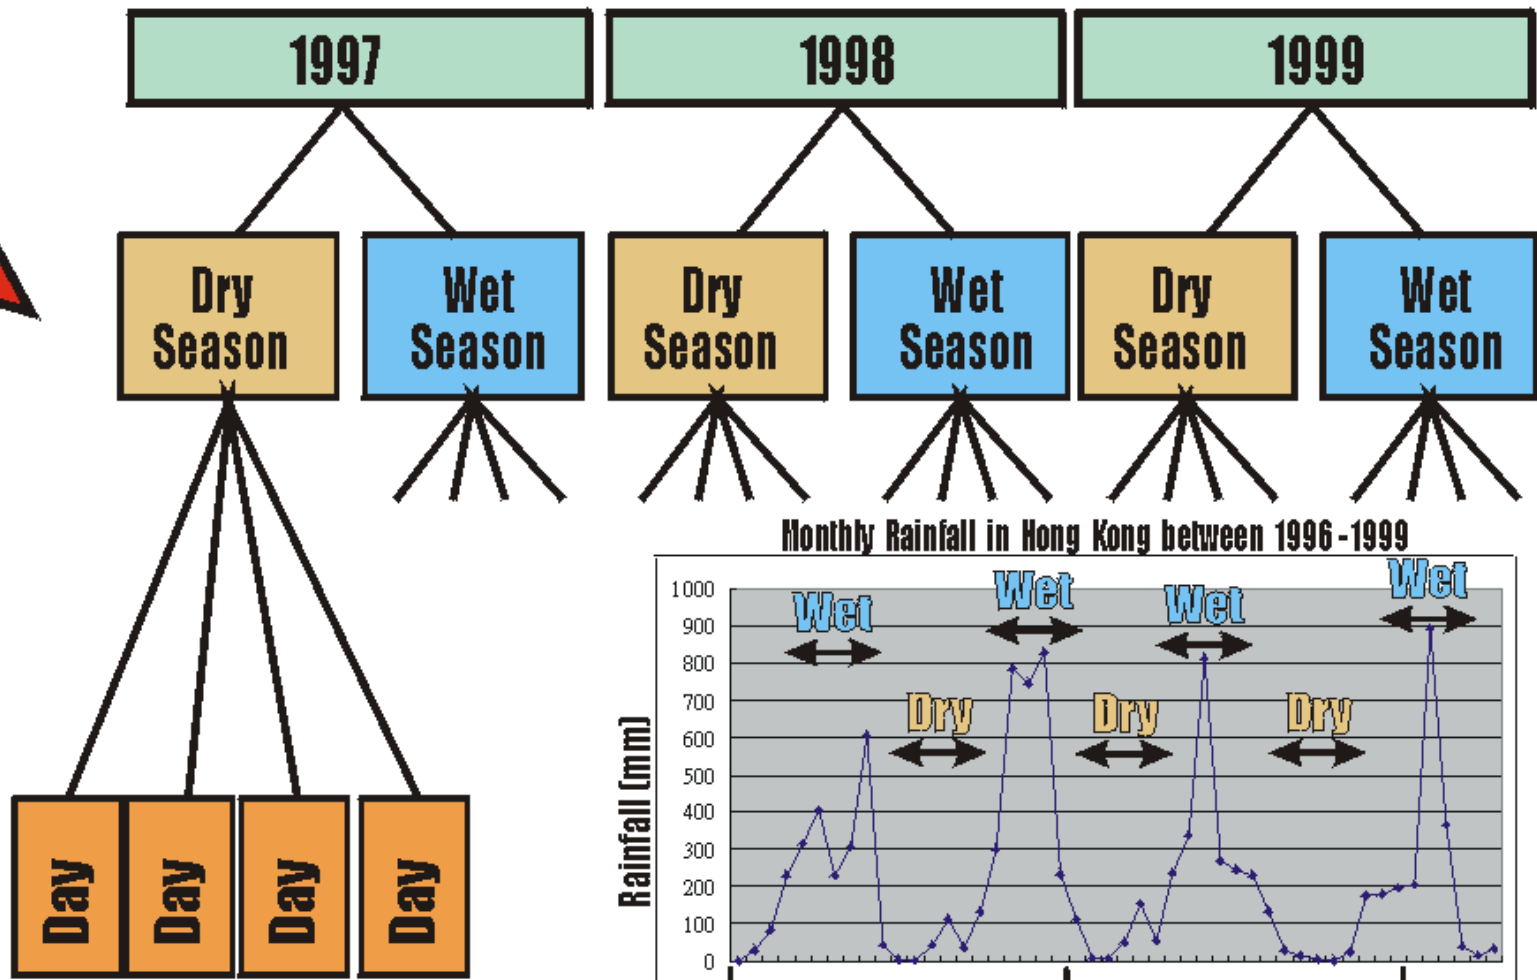 1997
1998
1999
Dry
Season
Wet
Season
Dry
Season
Wet
Season
Dry
Season
Wet
Season
Day
Day
Day
Day
Monthly Rainfall in Hong Kong between 1996-1999
Rainfall (mm)
1000
900
800
700
600
500
400
300
200
100
0
Wet
Wet
Wet
Wet
Dry
Dry
Dry